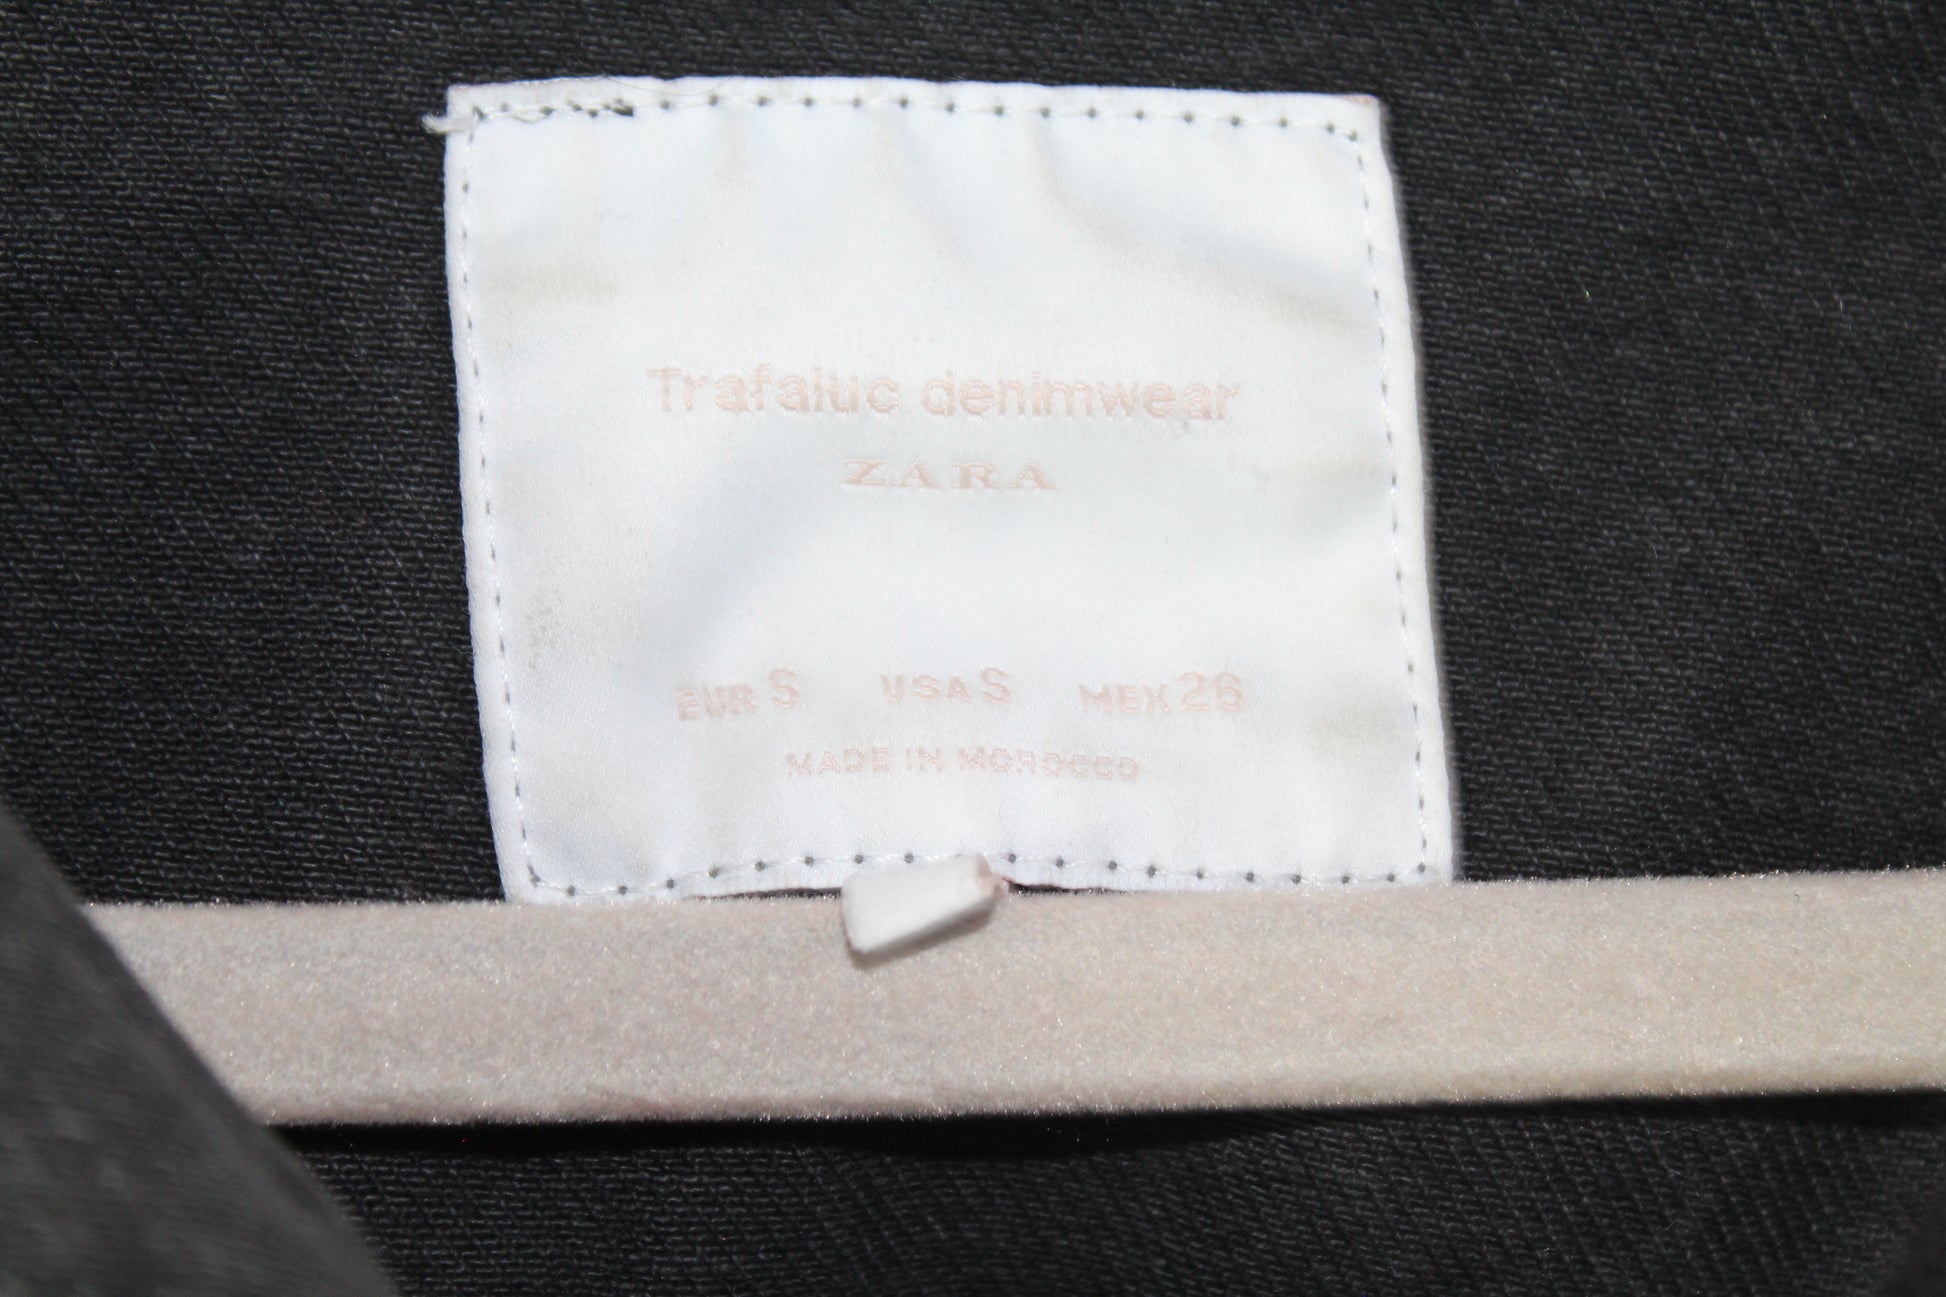 Trafaluc denimwear
ZARA
EUR S USA S MEX 26
MADE IN MOROCCO